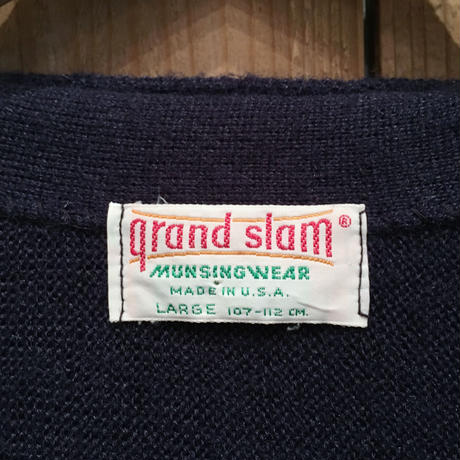 grand slam®
MUNSINGWEAR
MADE IN U.S.A.
LARGE 107-112 CM.